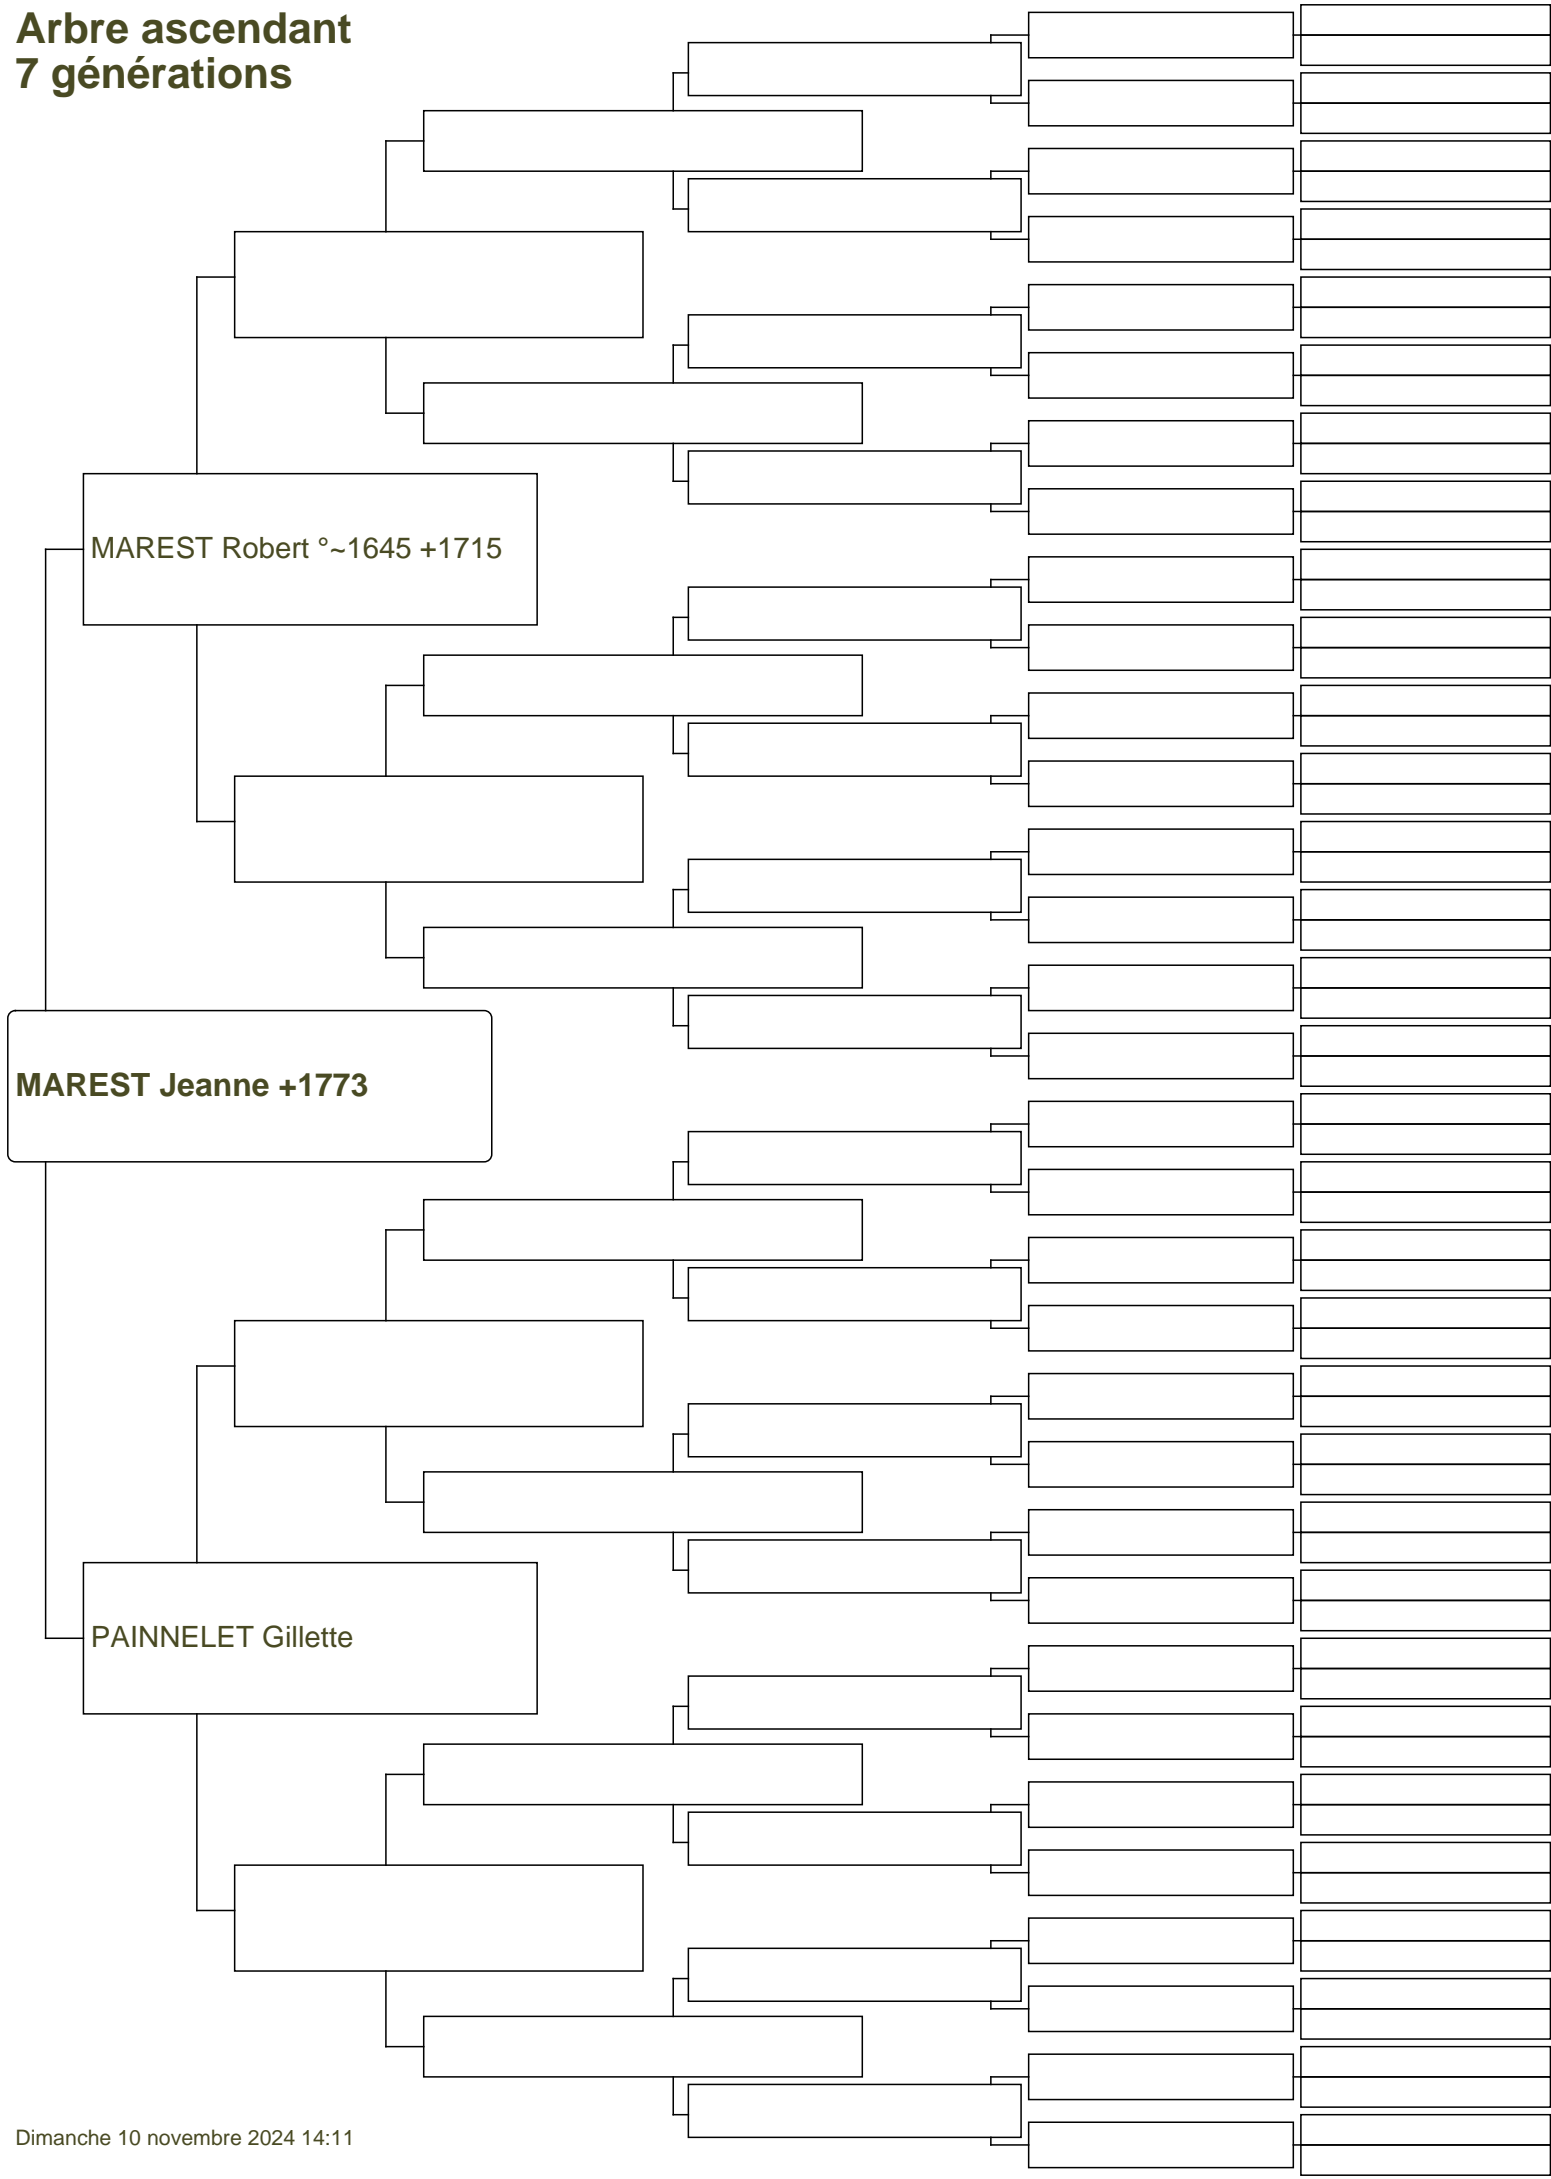 Arbre ascendant
7 générations
MAREST Robert °~1645 +1715
MAREST Jeanne +1773
PAINNELET Gillette
Dimanche 10 novembre 2024 14:11